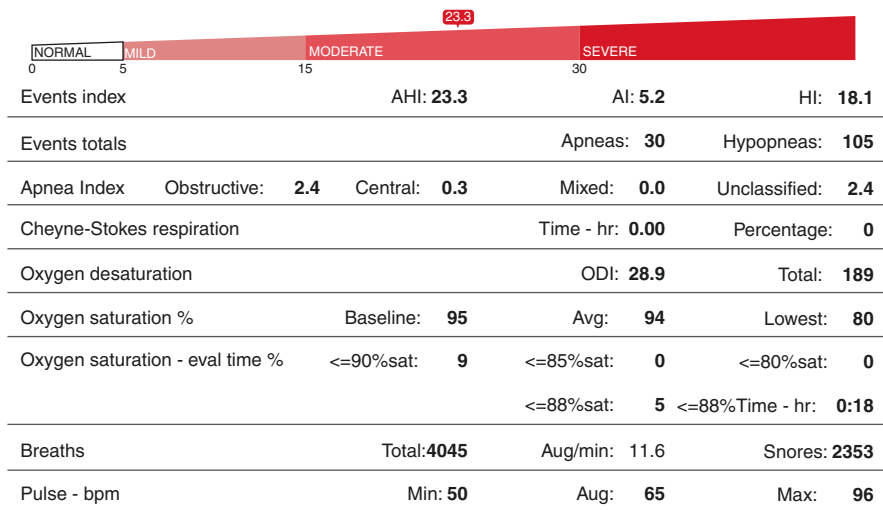 23.3
NORMAL MILD MODERATE SEVERE
0 5 15 30
Events index AHI: 23.3 AI: 5.2 HI: 18.1
Events totals Apneas: 30 Hypopneas: 105
Apnea Index Obstructive: 2.4 Central: 0.3 Mixed: 0.0 Unclassified: 2.4
Cheyne-Stokes respiration Time - hr: 0.00 Percentage: 0
Oxygen desaturation ODI: 28.9 Total: 189
Oxygen saturation % Baseline: 95 Avg: 94 Lowest: 80
Oxygen saturation - eval time % <=90%sat: 9 <=85%sat: 0 <=80%sat: 0
<=88%sat: 5 <=88%Time - hr: 0:18
Breaths Total:4045 Aug/min: 11.6 Snores: 2353
Pulse - bpm Min: 50 Aug: 65 Max: 96